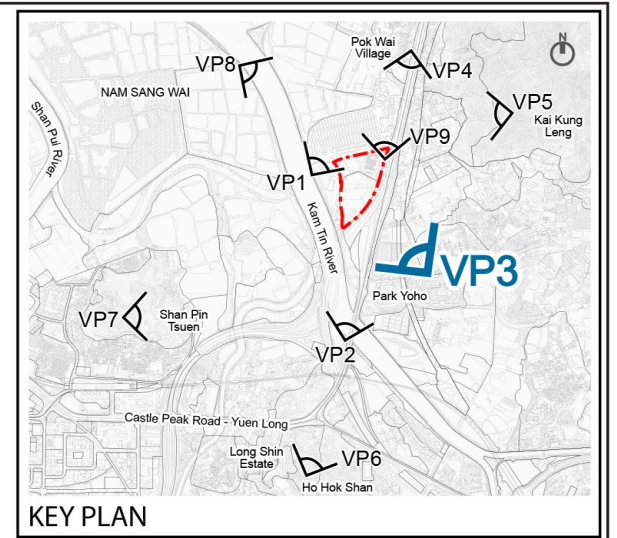 N
Pok Wai
Village
VP8
VP4
NAM SANG WAI
VP5
Kai Kung
Leng
Shan Pui River
VP9
VP1
Kam Tin River
VP3
Park Yoho
VP7
Shan Pin
Tsuen
VP2
Castle Peak Road - Yuen Long
Long Shin
Estate
VP6
Ho Hok Shan
KEY PLAN